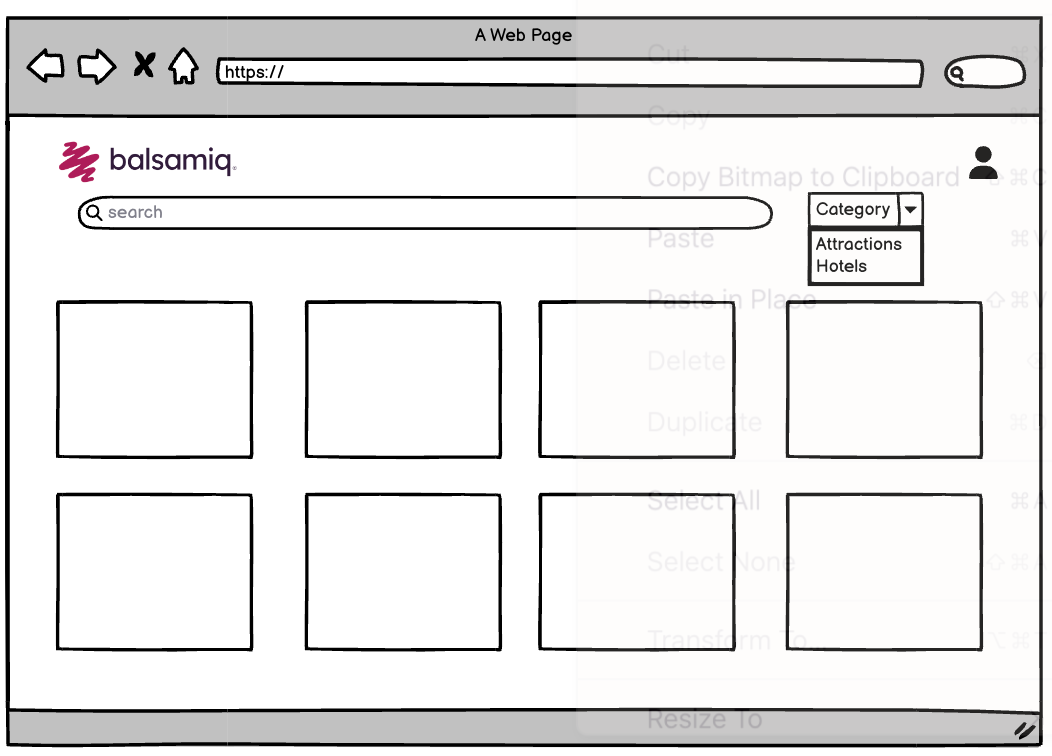 A Web Page
https://
balsamiq
search
Category
Attractions
Hotels
Cut
Copy
Copy Bitmap to Clipboard ⇧⌘C
Paste ⌘V
Paste in Place ⇧⌘V
Delete
Duplicate ⌘D
Select All ⌘A
Select None ⇧⌘A
Transform To... ⌥⌘T
Resize To